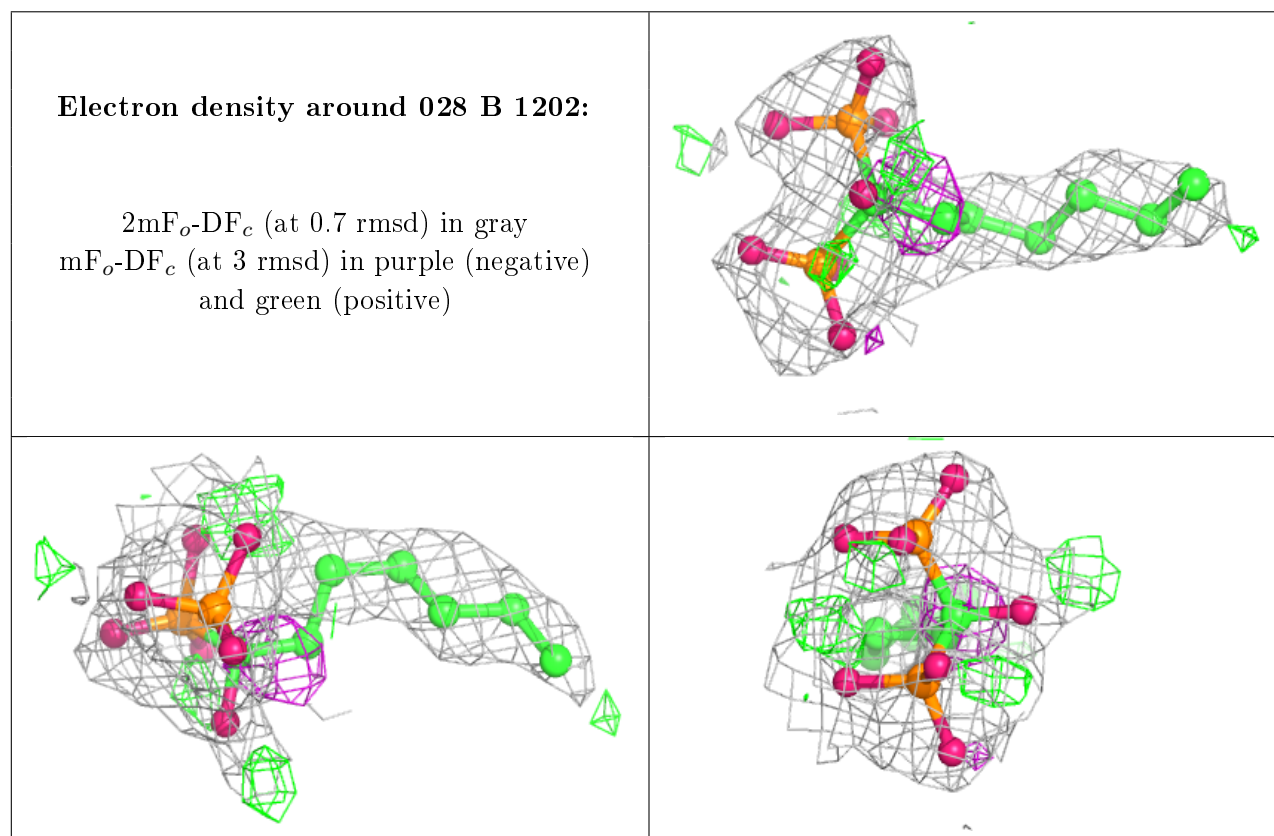 Electron density around 028 B 1202:
2mFo-DFc (at 0.7 rmsd) in gray
mFo-DFc (at 3 rmsd) in purple (negative)
and green (positive)